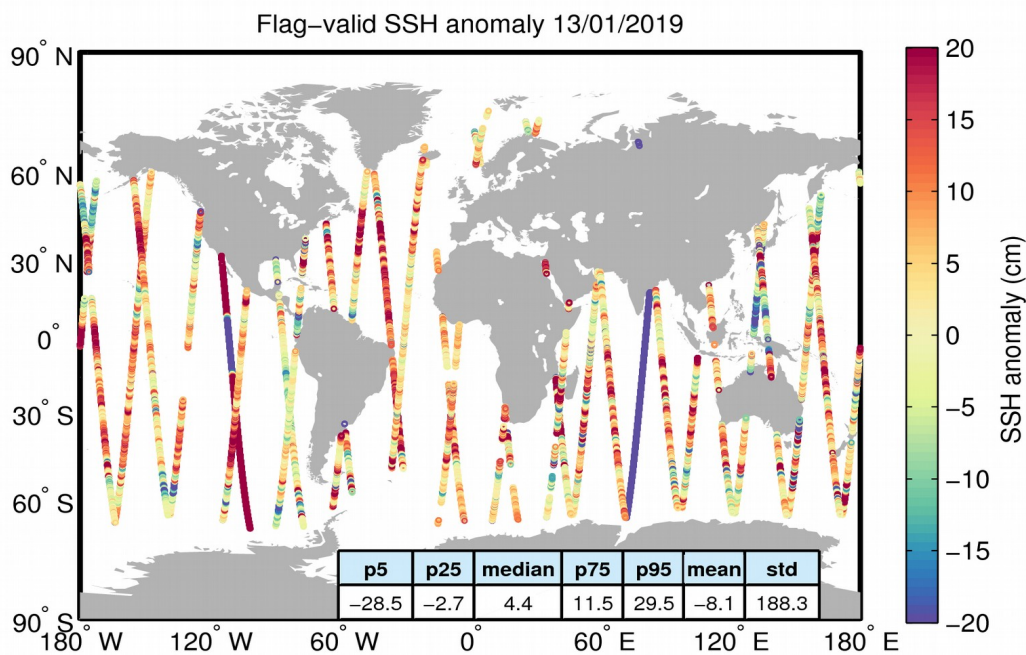 Flag−valid SSH anomaly 13/01/2019
90° N
60° N
30° N
0°
30° S
60° S
90° S
180° W
120° W
60° W
0°
60° E
120° E
180° E
p5 p25 median p75 p95 mean std
−28.5 −2.7 4.4 11.5 29.5 −8.1 188.3
20
15
10
5
0
−5
−10
−15
−20
SSH anomaly (cm)